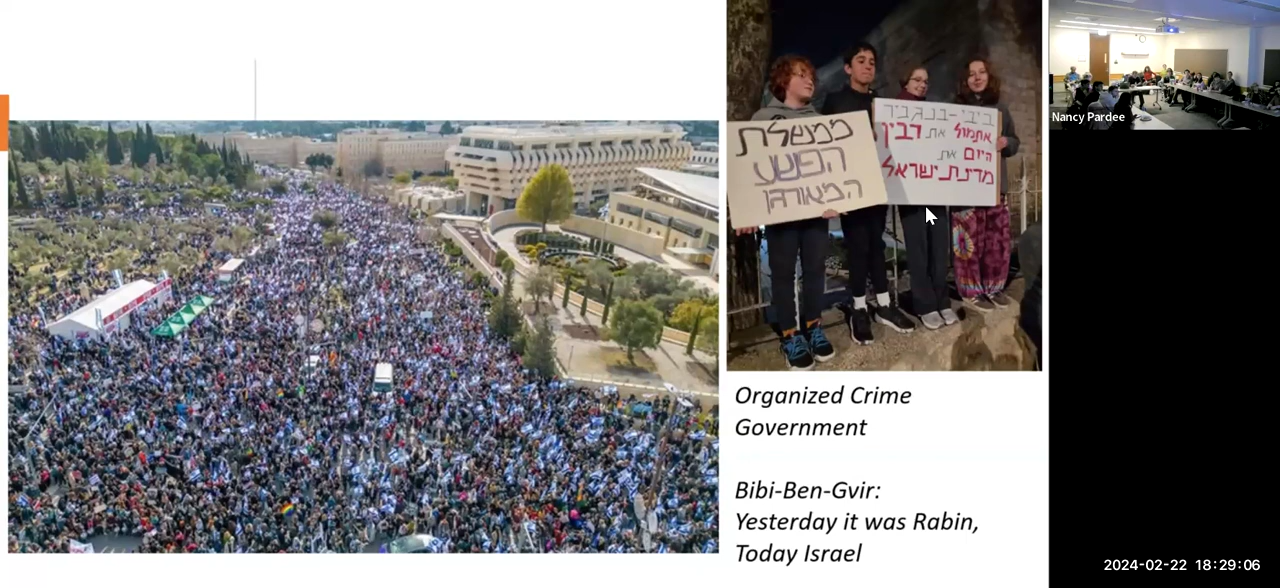 ממשלת
הפשע
המאורגן
ביבי-בנגביר
אתמול את רבין
היום את
מדינת ישראל
Organized Crime
Government
Bibi-Ben-Gvir:
Yesterday it was Rabin,
Today Israel
Nancy Pardee
2024-02-22 18:29:06